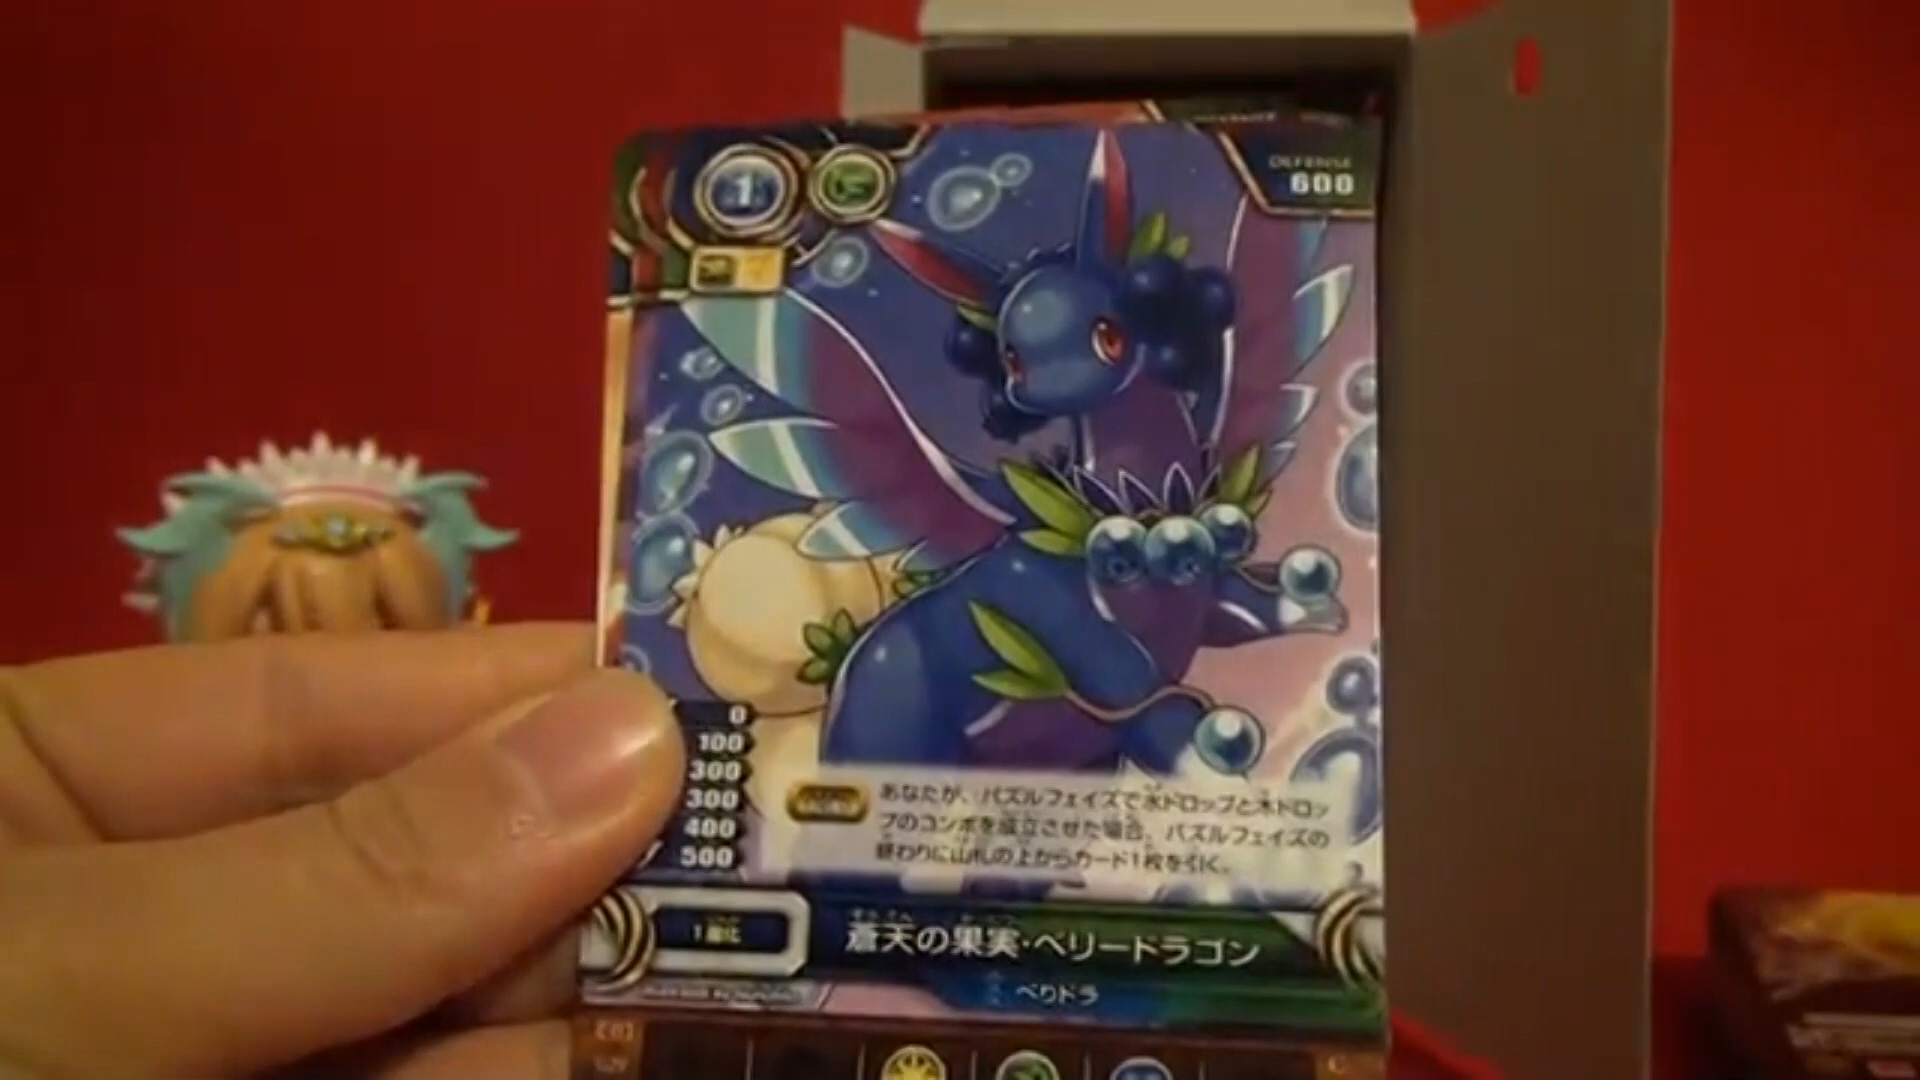 1
DEFENSE
600
0
100
300
300
400
500
あなたが、パズルフェイズで水ドロップと木ドロッ
プのコンボを成立させた場合、パズルフェイズの
終わりに山札の上からカード1枚を引く。
1進化
蒼天の果実・ベリードラゴン
べりドラ